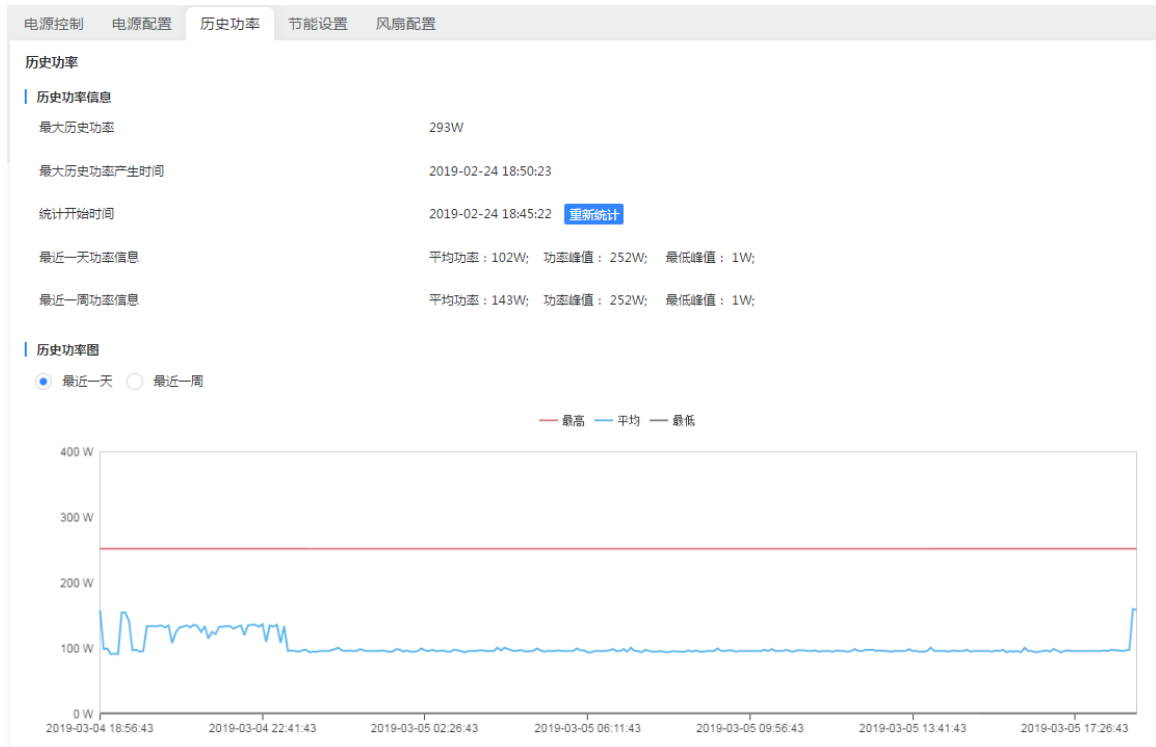 电源控制 电源配置 历史功率 节能设置 风扇配置
历史功率
历史功率信息
最大历史功率 293W
最大历史功率产生时间 2019-02-24 18:50:23
统计开始时间 2019-02-24 18:45:22 重新统计
最近一天功率信息 平均功率：102W; 功率峰值： 252W; 最低峰值： 1W;
最近一周功率信息 平均功率：143W; 功率峰值： 252W; 最低峰值： 1W;
历史功率图
最近一天 最近一周
最高 平均 最低
400 W
300 W
200 W
100 W
0 W
2019-03-04 18:56:43 2019-03-04 22:41:43 2019-03-05 02:26:43 2019-03-05 06:11:43 2019-03-05 09:56:43 2019-03-05 13:41:43 2019-03-05 17:26:43